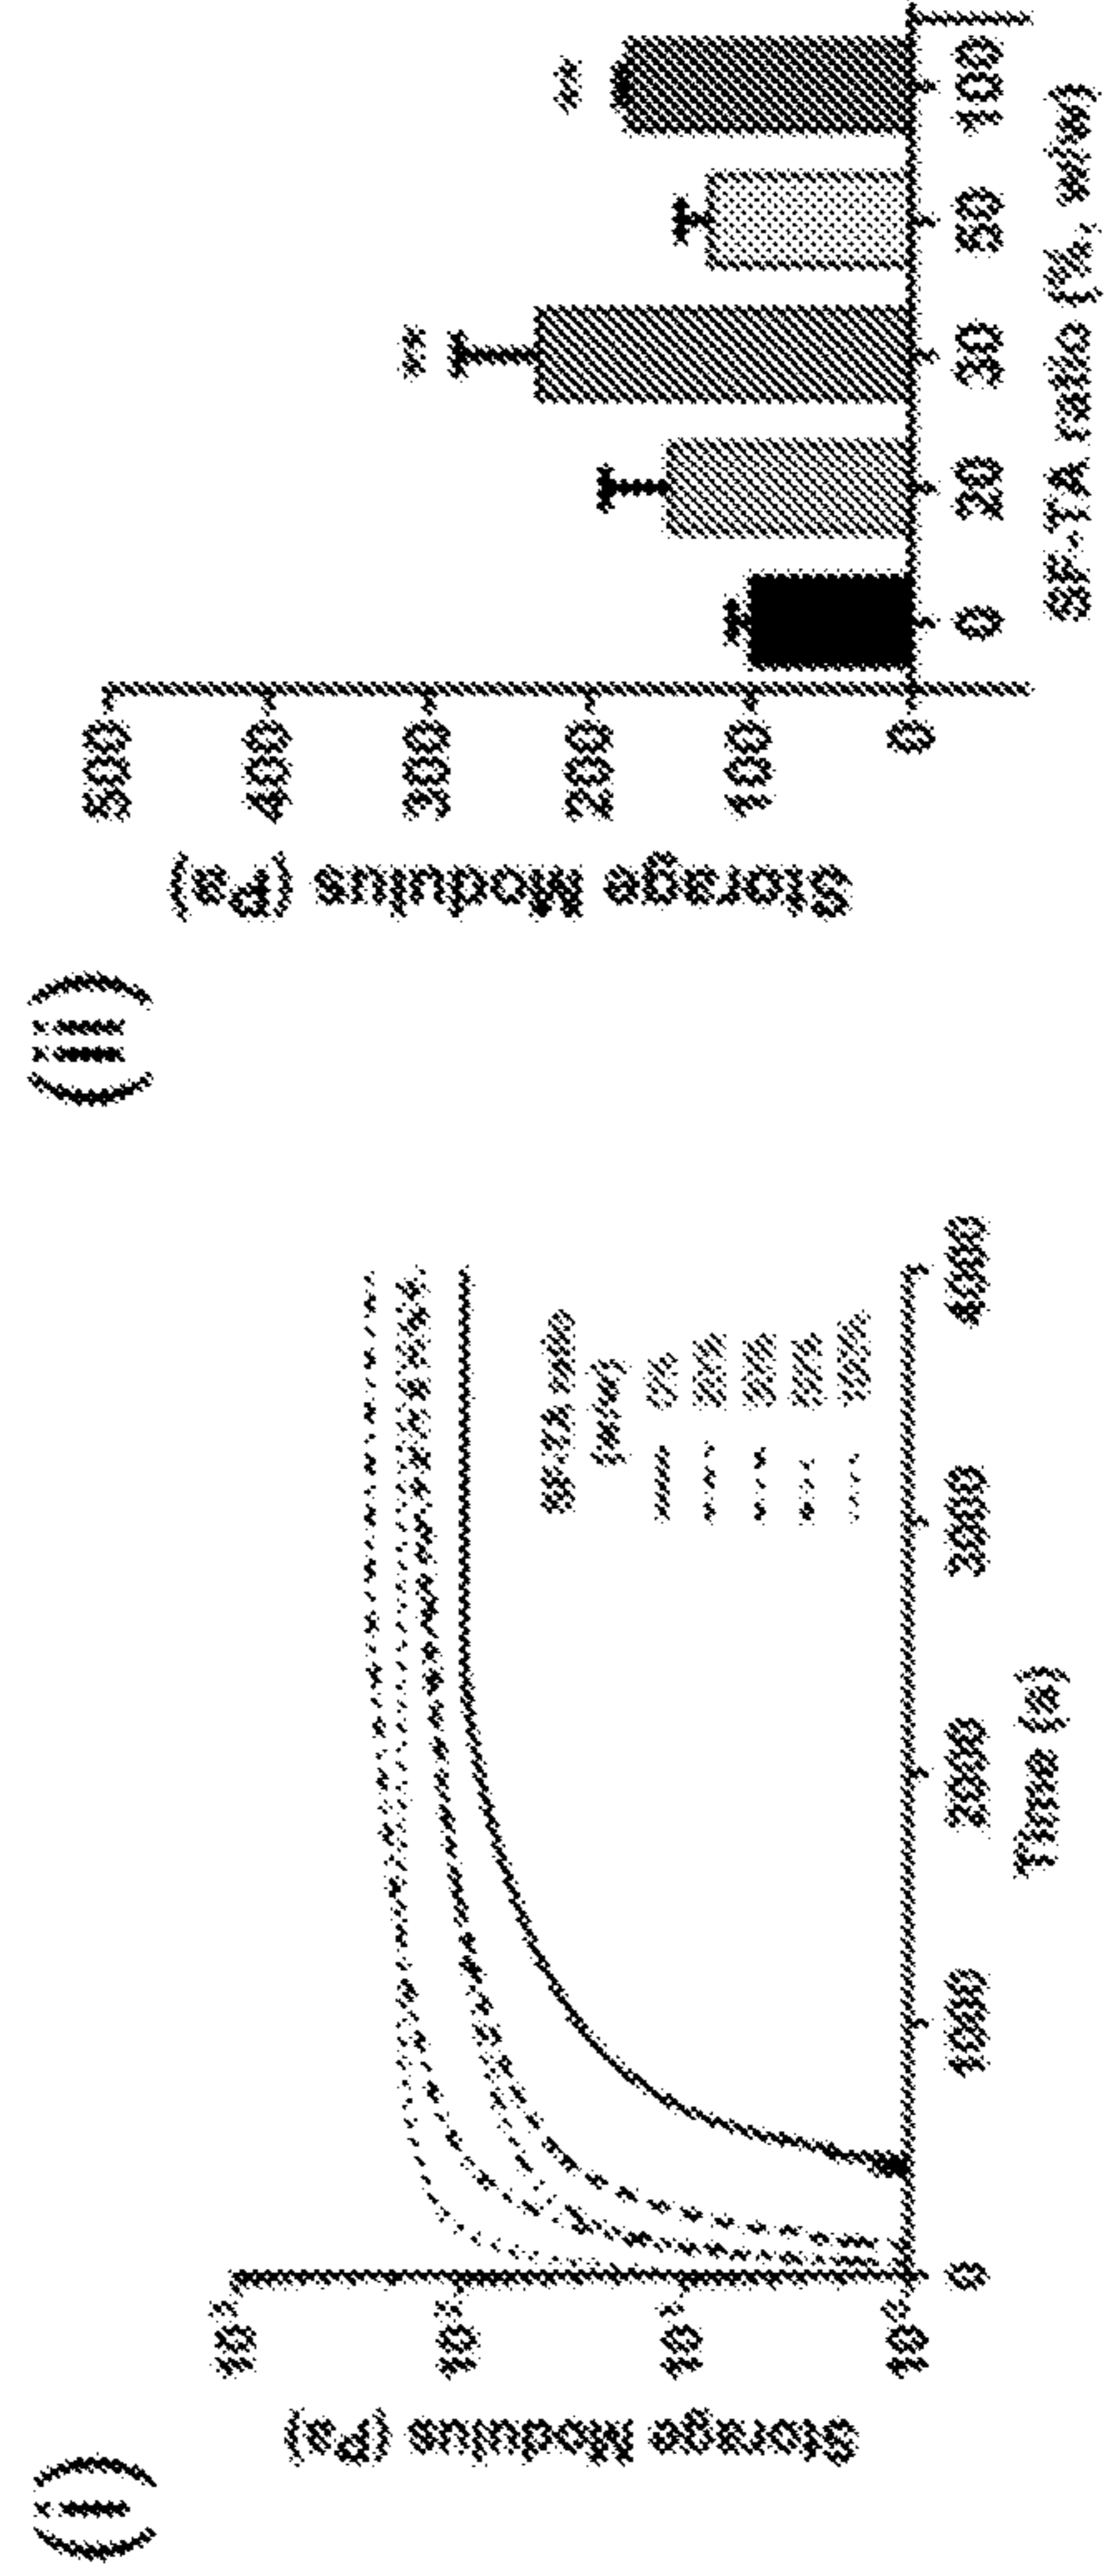 (i)
Storage Modulus (Pa)
10³
10²
10¹
10⁰
0
1000
2000
3000
4000
Time (s)
SF-TA ratio
(w/w)
(ii)
Storage Modulus (Pa)
500
400
300
200
100
0
**
**
0
20
30
50
100
SF-TA ratio (%, w/w)